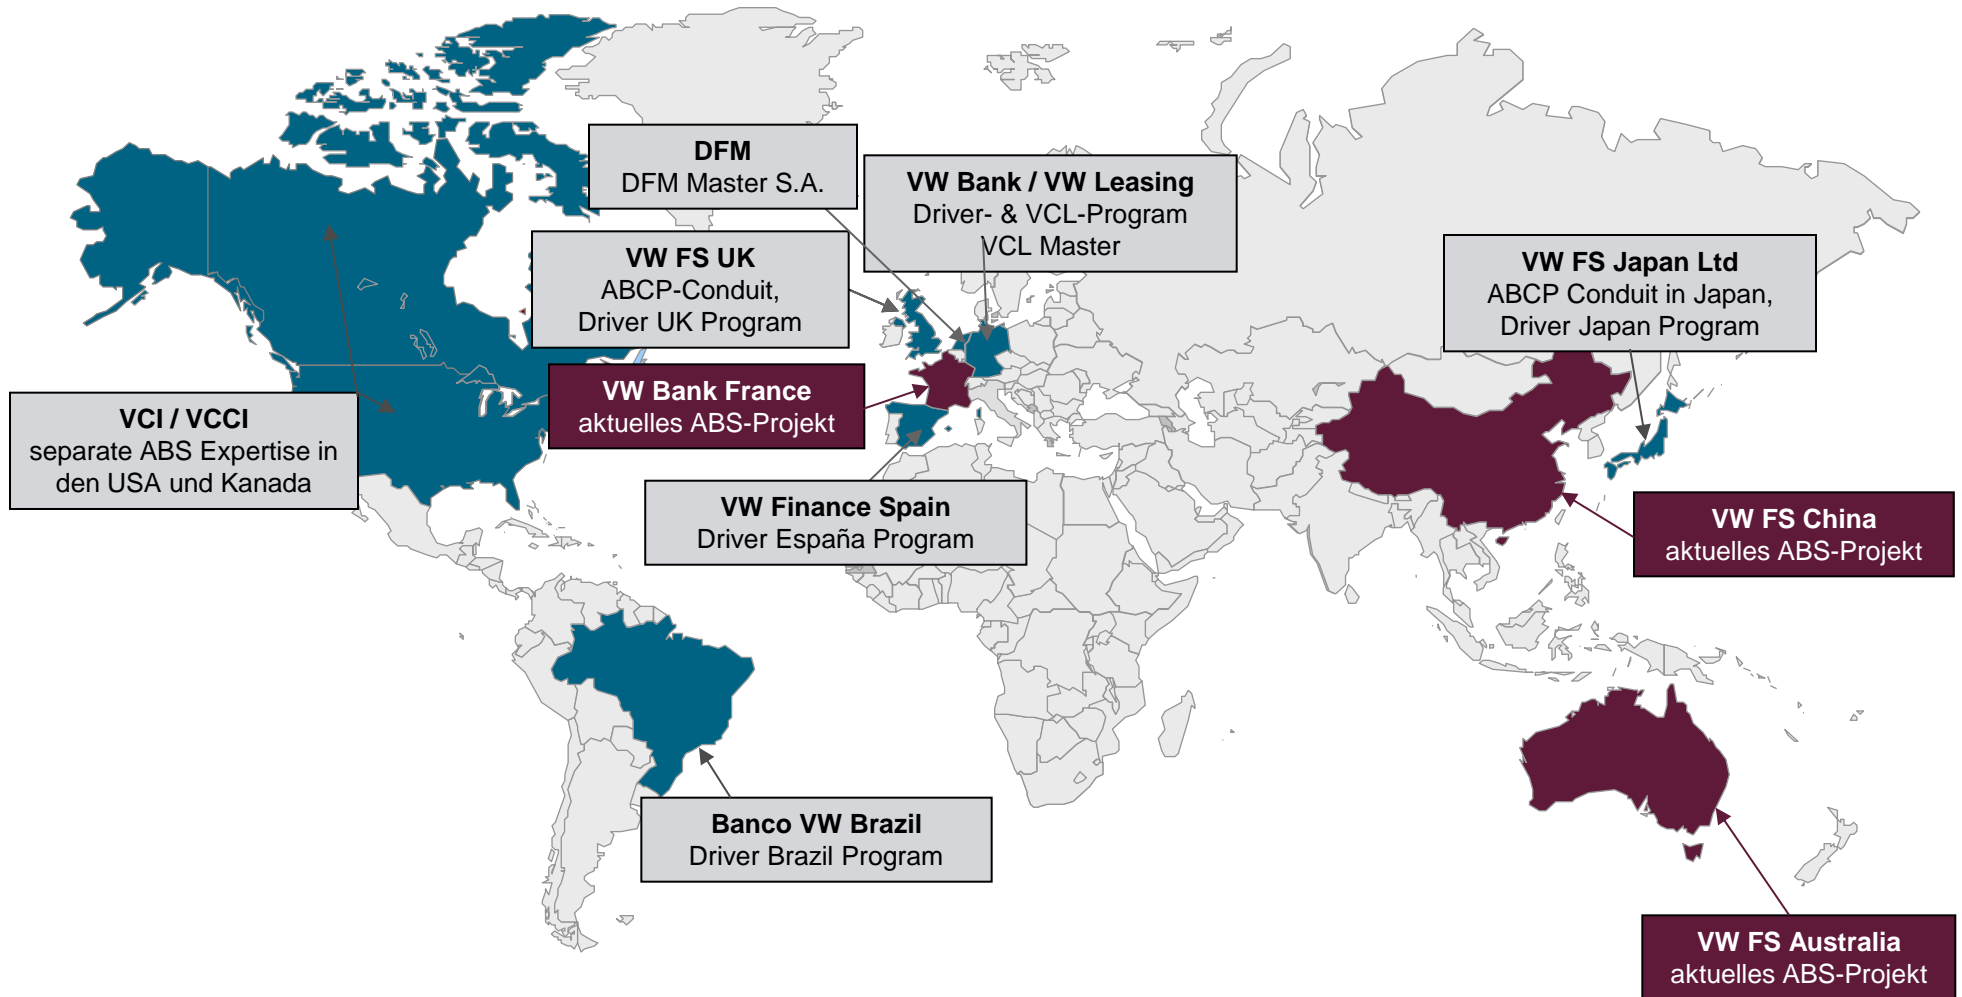 DFM
DFM Master S.A.
VW Bank / VW Leasing
Driver- & VCL-Program
VCL Master
VW FS UK
ABCP-Conduit,
Driver UK Program
VW FS Japan Ltd
ABCP Conduit in Japan,
Driver Japan Program
VW Bank France
aktuelles ABS-Projekt
VCI / VCCI
separate ABS Expertise in
den USA und Kanada
VW Finance Spain
Driver España Program
VW FS China
aktuelles ABS-Projekt
Banco VW Brazil
Driver Brazil Program
VW FS Australia
aktuelles ABS-Projekt